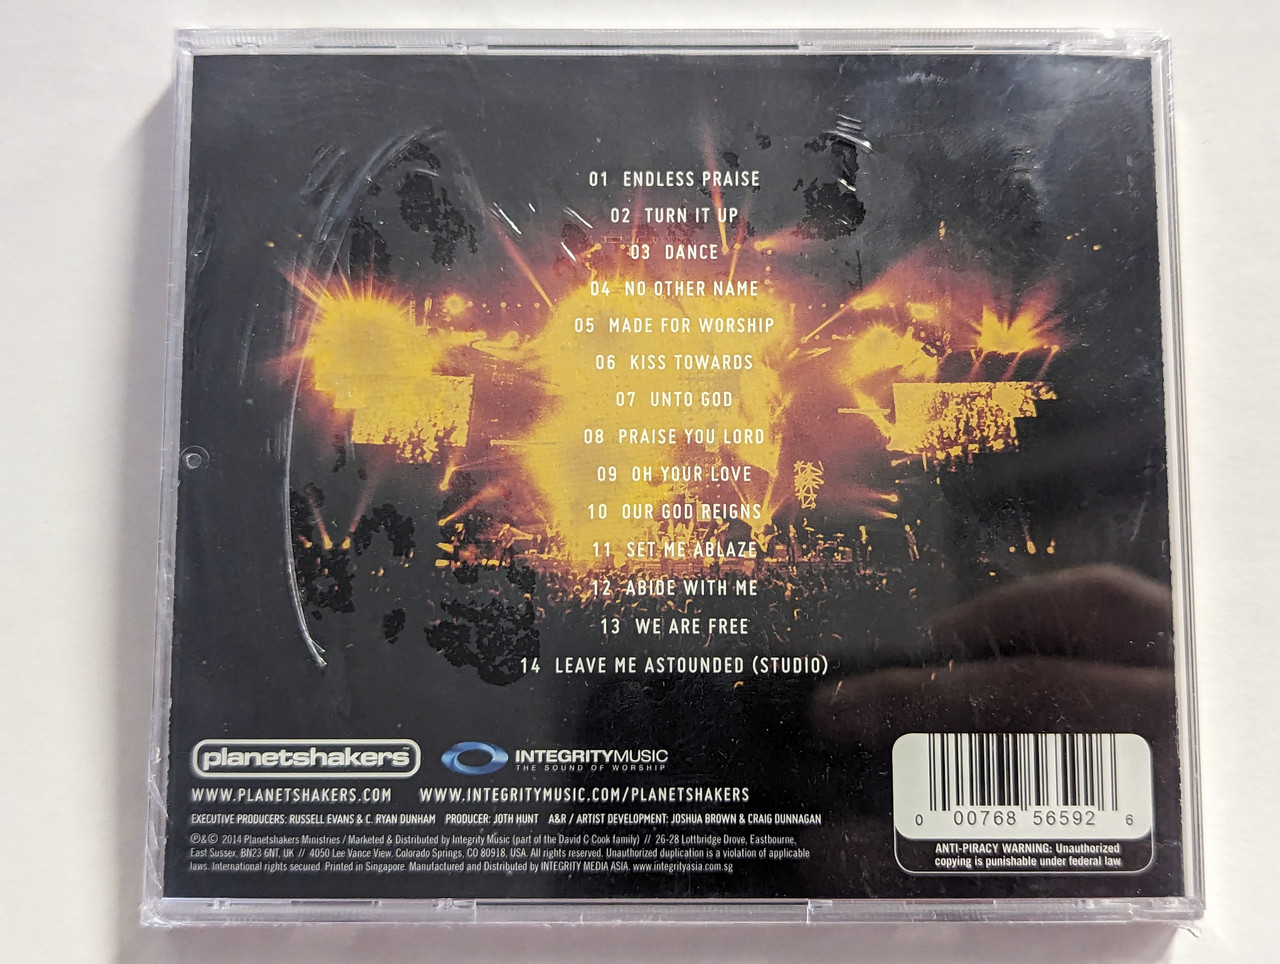 01 ENDLESS PRAISE
02 TURN IT UP
03 DANCE
04 NO OTHER NAME
05 MADE FOR WORSHIP
06 KISS TOWARDS
07 UNTO GOD
08 PRAISE YOU LORD
09 OH YOUR LOVE
10 OUR GOD REIGNS
11 SET ME ABLAZE
12 ABIDE WITH ME
13 WE ARE FREE
14 LEAVE ME ASTOUNDED (STUDIO)
planetshakers™
INTEGRITYMUSIC
THE SOUND OF WORSHIP
WWW.PLANETSHAKERS.COM WWW.INTEGRITYMUSIC.COM/PLANETSHAKERS
EXECUTIVE PRODUCERS: RUSSELL EVANS & C. RYAN DUNHAM PRODUCER: JOTH HUNT A&R / ARTIST DEVELOPMENT: JOSHUA BROWN & CRAIG DUNNAGAN
℗&© 2014 Planetshakers Ministries / Marketed & Distributed by Integrity Music (part of the David C Cook family) // 26-28 Lottbridge Drove, Eastbourne,
East Sussex, BN23 6NT, UK // 4050 Lee Vance View, Colorado Springs, CO 80918, USA. All rights reserved. Unauthorized duplication is a violation of applicable
laws. International rights secured. Printed in Singapore. Manufactured and Distributed by INTEGRITY MEDIA ASIA. www.integrityasia.com.sg
0 00768 56592 6
ANTI-PIRACY WARNING: Unauthorized
copying is punishable under federal law